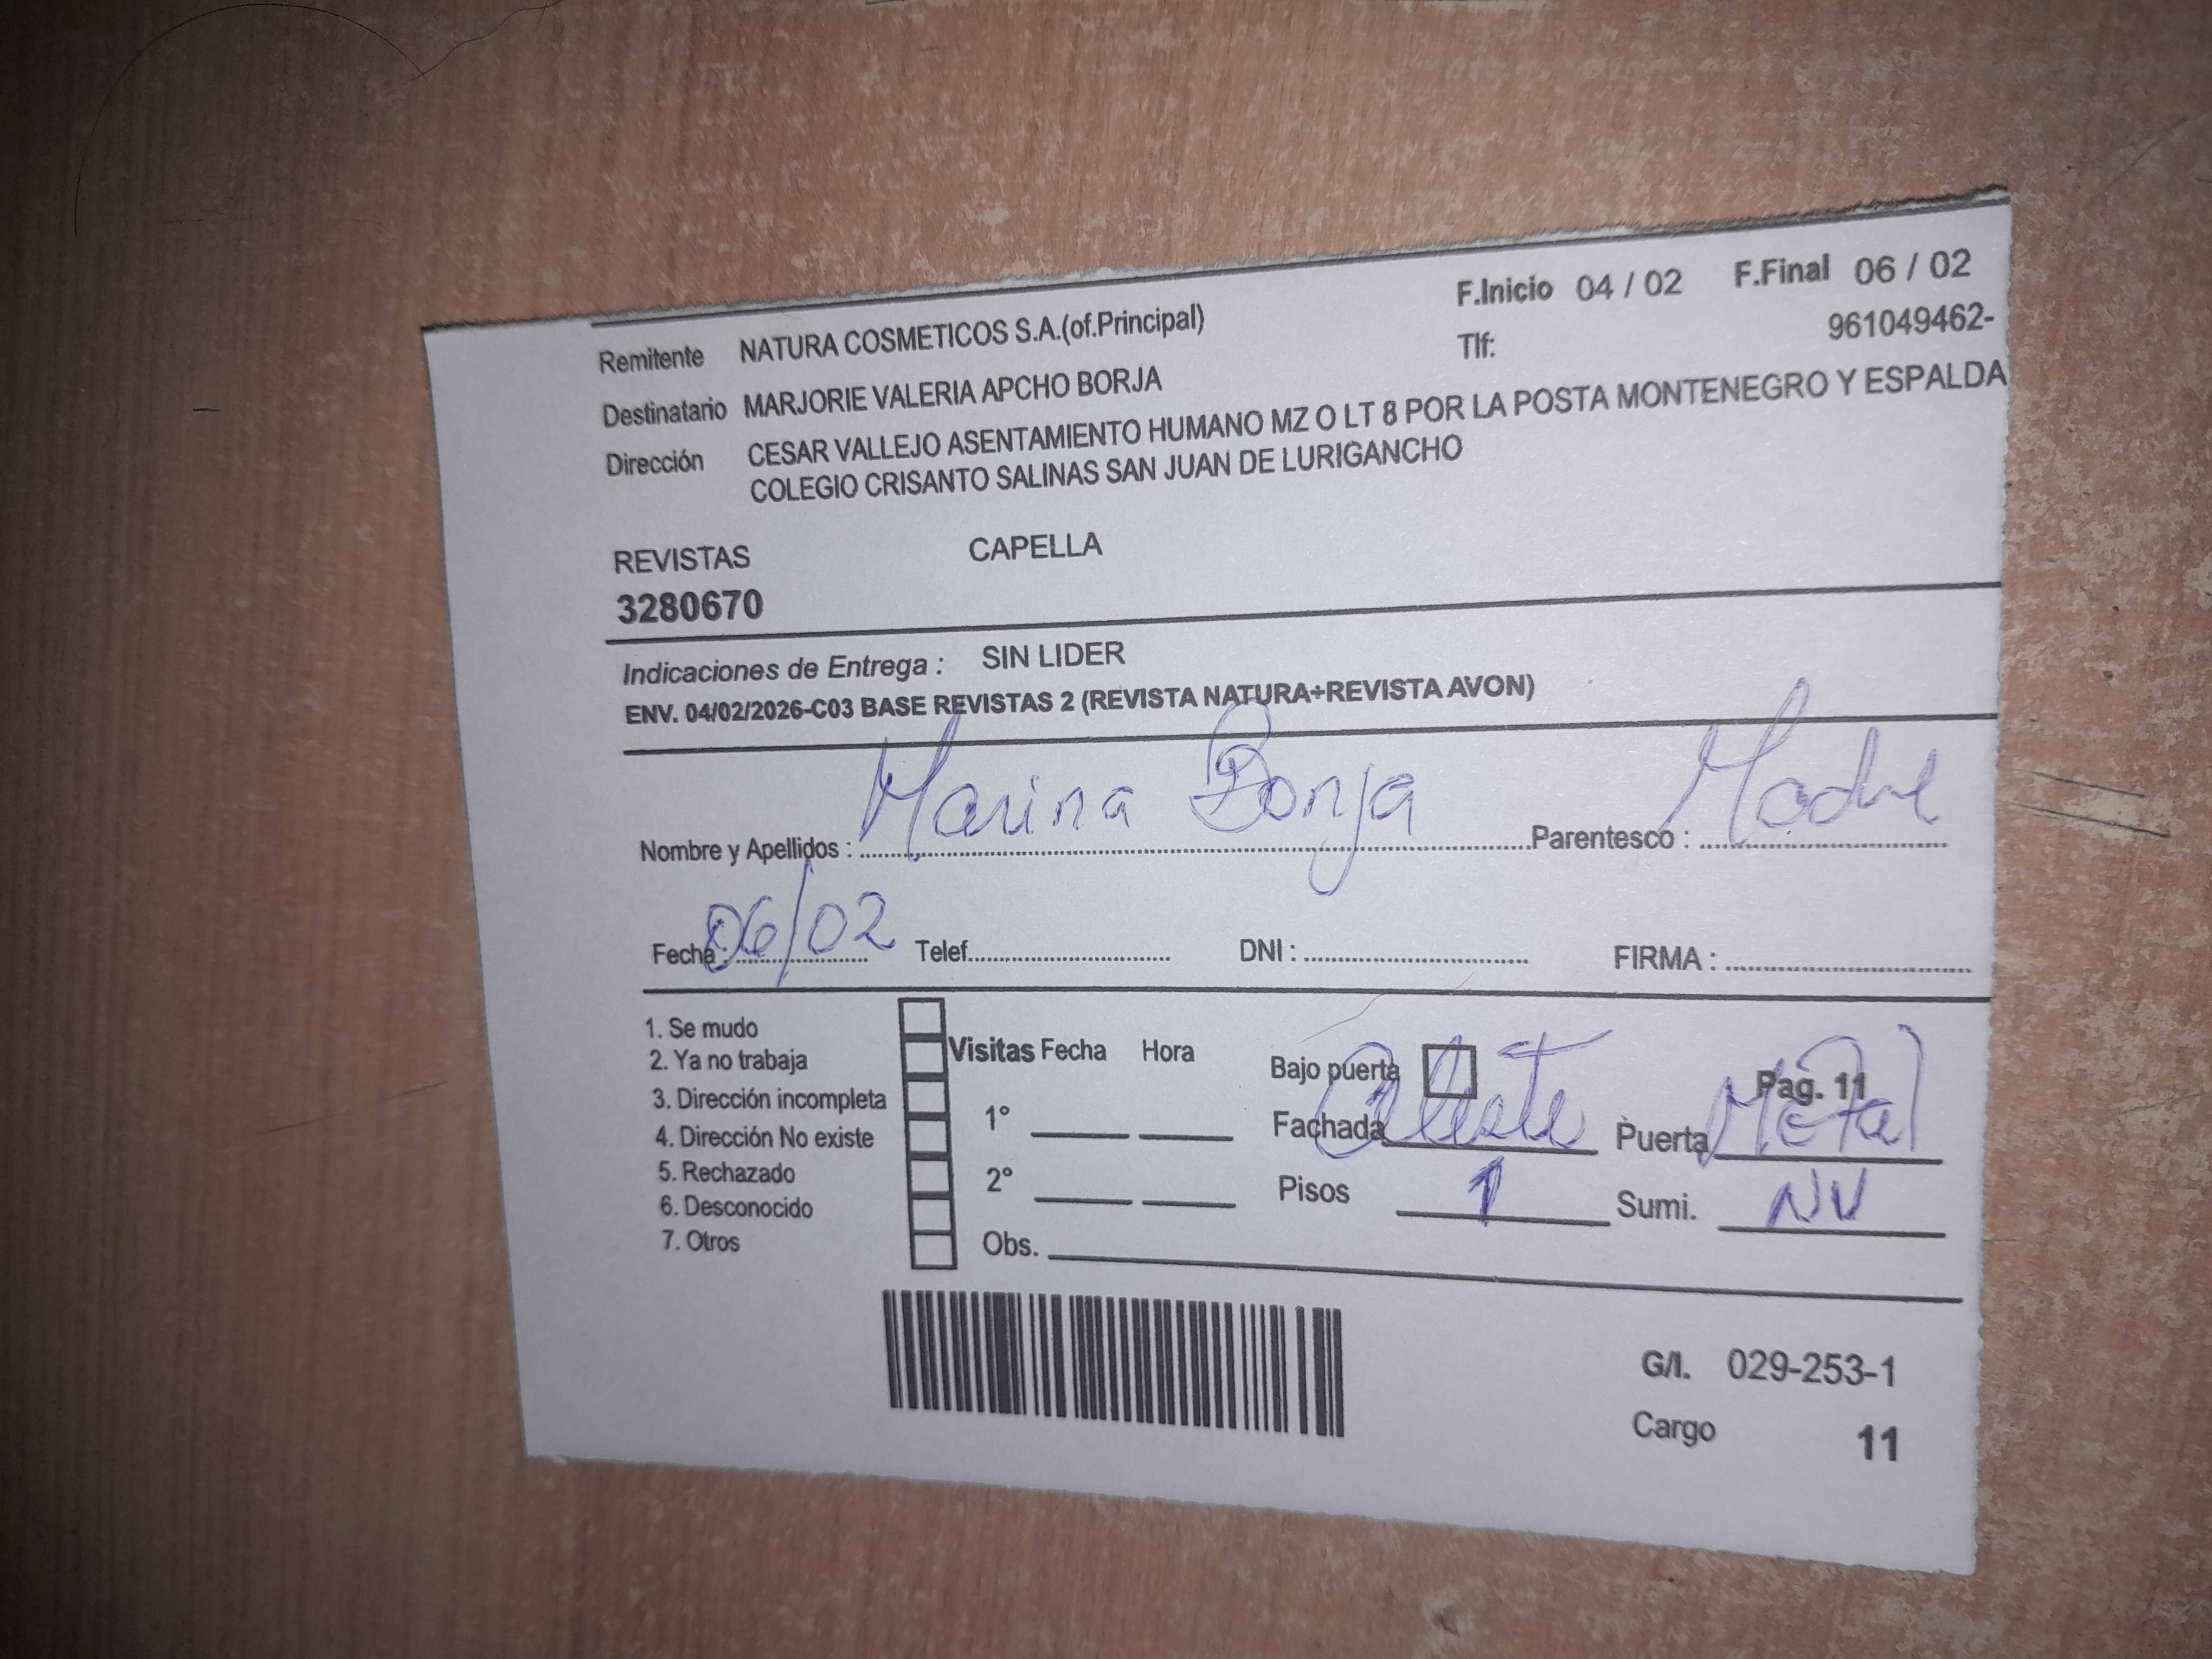 F.Inicio 04 / 02 F.Final 06 / 02
Remitente NATURA COSMETICOS S.A.(of.Principal) Tlf: 961049462-
Destinatario MARJORIE VALERIA APCHO BORJA
Dirección CESAR VALLEJO ASENTAMIENTO HUMANO MZ O LT 8 POR LA POSTA MONTENEGRO Y ESPALDA
COLEGIO CRISANTO SALINAS SAN JUAN DE LURIGANCHO
REVISTAS CAPELLA
3280670
Indicaciones de Entrega : SIN LIDER
ENV. 04/02/2026-C03 BASE REVISTAS 2 (REVISTA NATURA+REVISTA AVON)
Nombre y Apellidos : Marina Borja Parentesco : Madre
Fecha : 06/02 Telef. DNI : FIRMA :
1. Se mudo
2. Ya no trabaja
3. Dirección incompleta
4. Dirección No existe
5. Rechazado
6. Desconocido
7. Otros
Visitas Fecha Hora
1°
2°
Obs.
Bajo puerta Pag. 11
Fachada Celeste Puerta Metal
Pisos 1 Sumi. NV
G/I. 029-253-1
Cargo 11